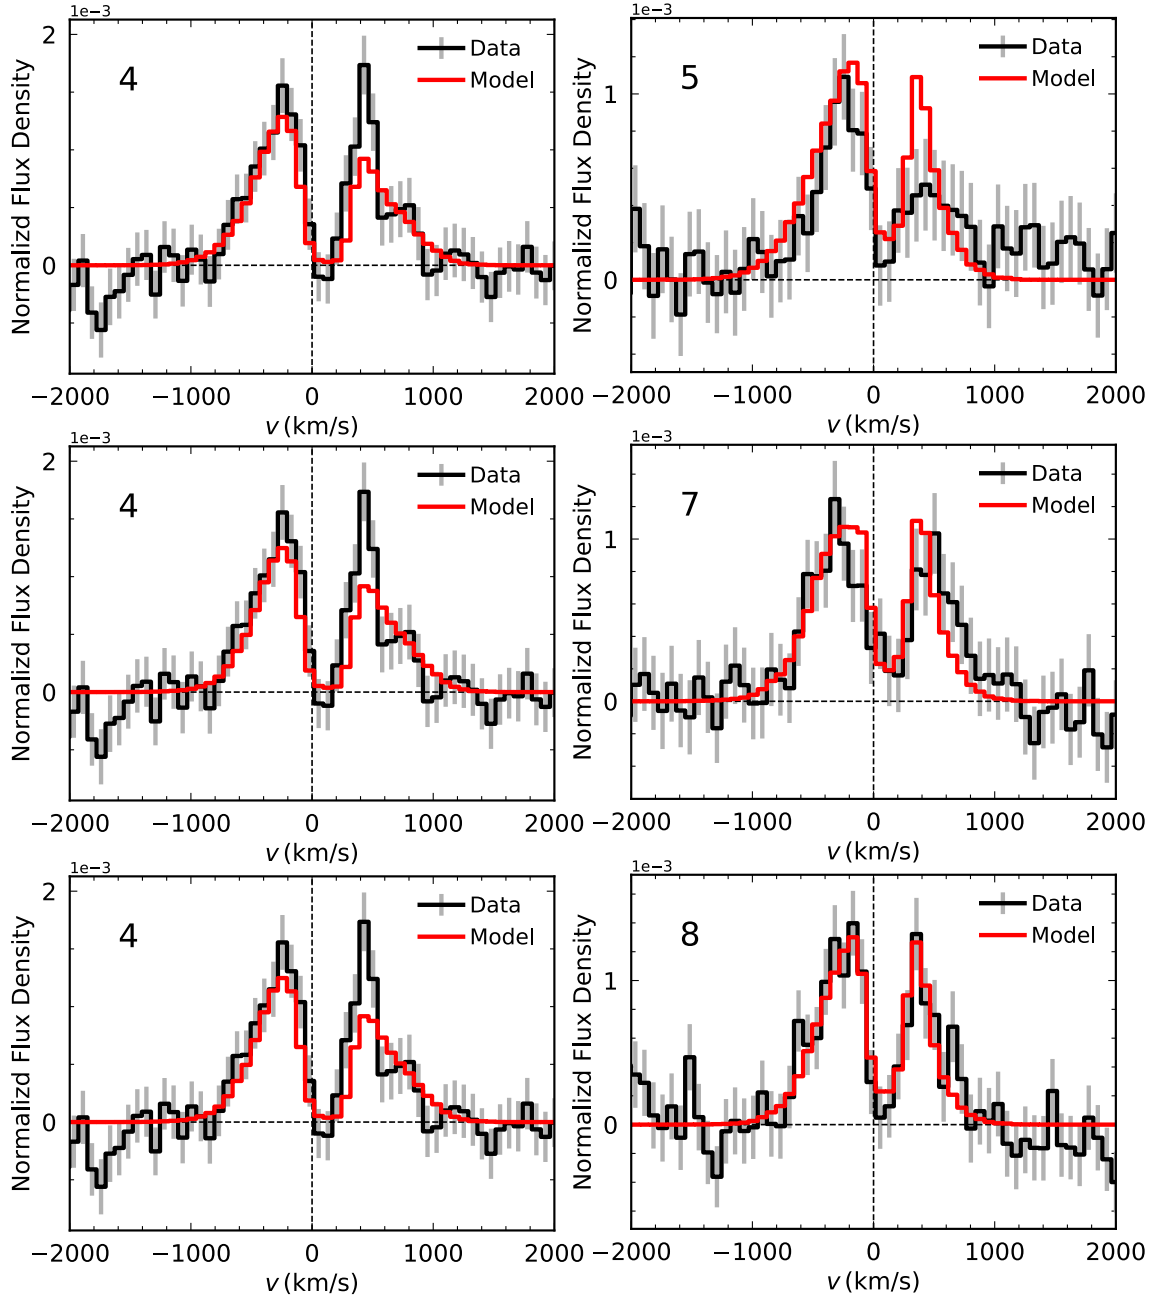 1e−3
4
Data
Model
2
0
Normalizd Flux Density
−2000 −1000 0 1000 2000
v (km/s)
1e−3
5
Data
Model
1
0
Normalizd Flux Density
−2000 −1000 0 1000 2000
v (km/s)
1e−3
4
Data
Model
2
0
Normalizd Flux Density
−2000 −1000 0 1000 2000
v (km/s)
1e−3
7
Data
Model
1
0
Normalizd Flux Density
−2000 −1000 0 1000 2000
v (km/s)
1e−3
4
Data
Model
2
0
Normalizd Flux Density
−2000 −1000 0 1000 2000
v (km/s)
1e−3
8
Data
Model
1
0
Normalizd Flux Density
−2000 −1000 0 1000 2000
v (km/s)